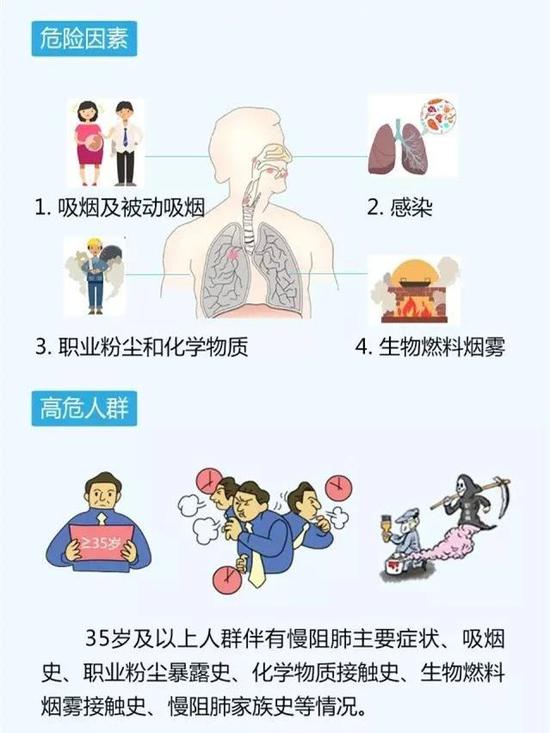 危险因素
1. 吸烟及被动吸烟
2. 感染
3. 职业粉尘和化学物质
4. 生物燃料烟雾
高危人群
≥35岁
35岁及以上人群伴有慢阻肺主要症状、吸烟
史、职业粉尘暴露史、化学物质接触史、生物燃料
烟雾接触史、慢阻肺家族史等情况。